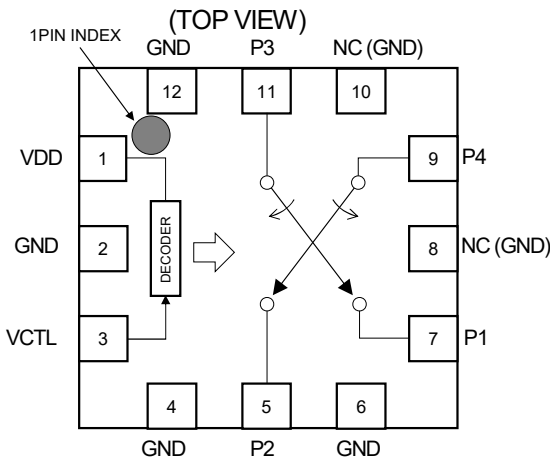 (TOP VIEW)
1PIN INDEX
GND
P3
NC (GND)
12
11
10
VDD
1
9
P4
GND
2
DECODER
8
NC (GND)
VCTL
3
7
P1
4
5
6
GND
P2
GND